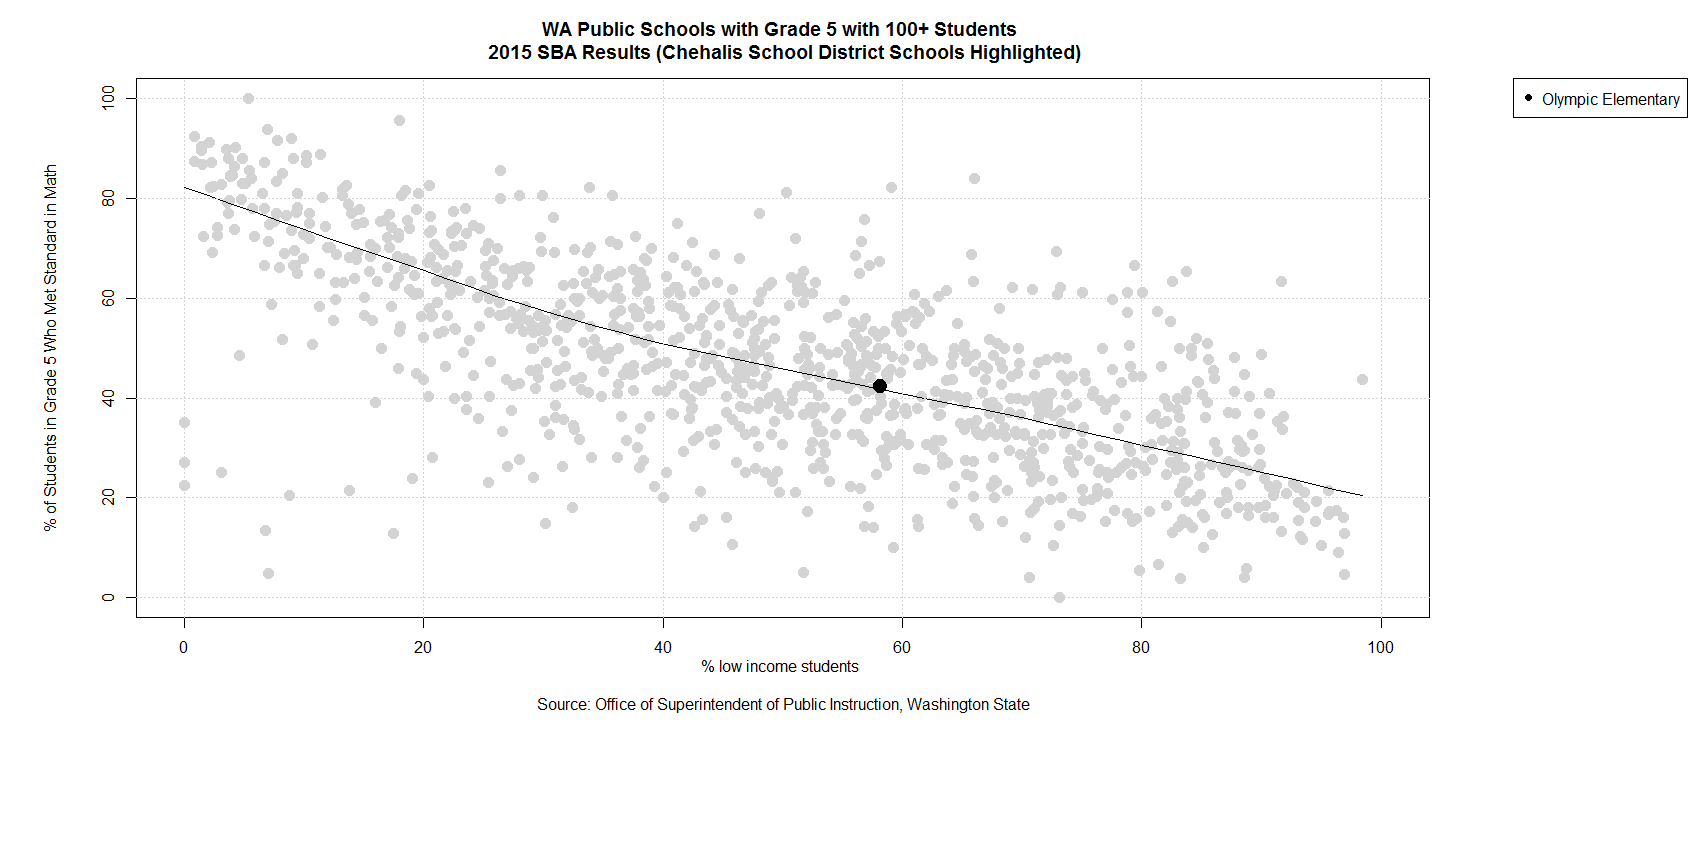 WA Public Schools with Grade 5 with 100+ Students
2015 SBA Results (Chehalis School District Schools Highlighted)
Olympic Elementary
% of Students in Grade 5 Who Met Standard in Math
100
80
60
40
20
0
0 20 40 60 80 100
% low income students
Source: Office of Superintendent of Public Instruction, Washington State